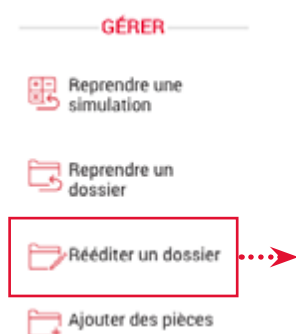 GÉRER
Reprendre une
simulation
Reprendre un
dossier
Rééditer un dossier
Ajouter des pièces